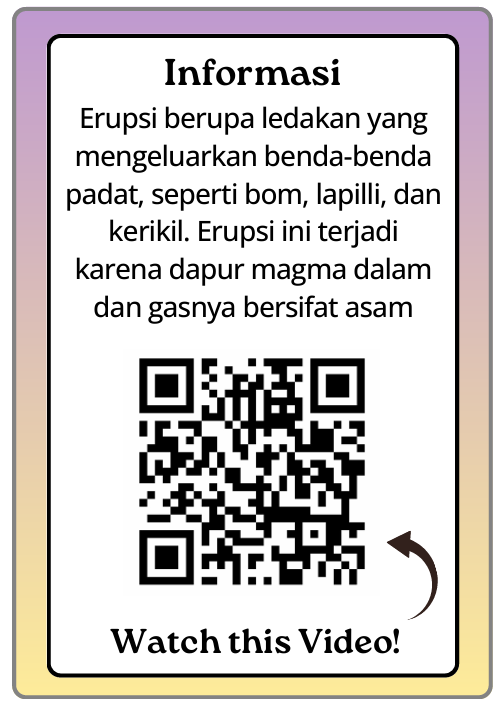 Informasi
Erupsi berupa ledakan yang
mengeluarkan benda-benda
padat, seperti bom, lapilli, dan
kerikil. Erupsi ini terjadi
karena dapur magma dalam
dan gasnya bersifat asam
Watch this Video!